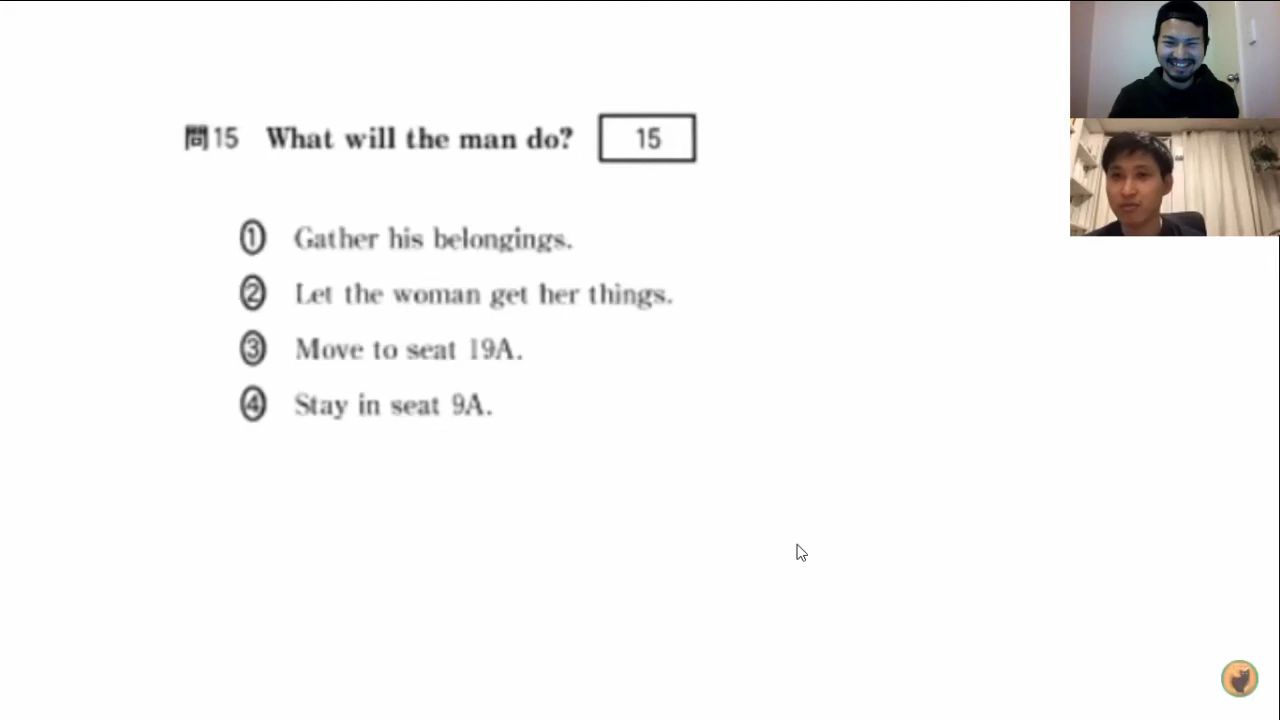 問15 What will the man do? 15
① Gather his belongings.
② Let the woman get her things.
③ Move to seat 19A.
④ Stay in seat 9A.